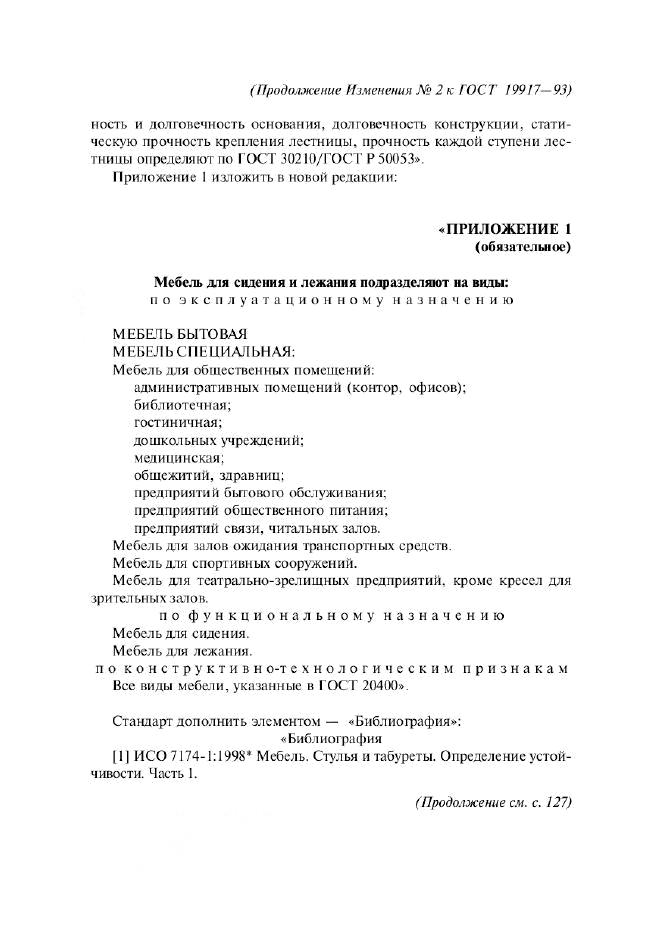 (Продолжение Изменения № 2 к ГОСТ 19917—93)
ность и долговечность основания, долговечность конструкции, стати-
ческую прочность крепления лестницы, прочность каждой ступени лес-
тницы определяют по ГОСТ 30210/ГОСТ Р 50053».
Приложение 1 изложить в новой редакции:
«ПРИЛОЖЕНИЕ 1
(обязательное)
Мебель для сидения и лежания подразделяют на виды:
по эксплуатационному назначению
МЕБЕЛЬ БЫТОВАЯ
МЕБЕЛЬ СПЕЦИАЛЬНАЯ:
Мебель для общественных помещений:
административных помещений (контор, офисов);
библиотечная;
гостиничная;
дошкольных учреждений;
медицинская;
общежитий, здравниц;
предприятий бытового обслуживания;
предприятий общественного питания;
предприятий связи, читальных залов.
Мебель для залов ожидания транспортных средств.
Мебель для спортивных сооружений.
Мебель для театрально-зрелищных предприятий, кроме кресел для
зрительных залов.
по функциональному назначению
Мебель для сидения.
Мебель для лежания.
по конструктивно-технологическим признакам
Все виды мебели, указанные в ГОСТ 20400».
Стандарт дополнить элементом — «Библиография»:
«Библиография
[1] ИСО 7174-1:1998* Мебель. Стулья и табуреты. Определение устой-
чивости. Часть 1.
(Продолжение см. с. 127)